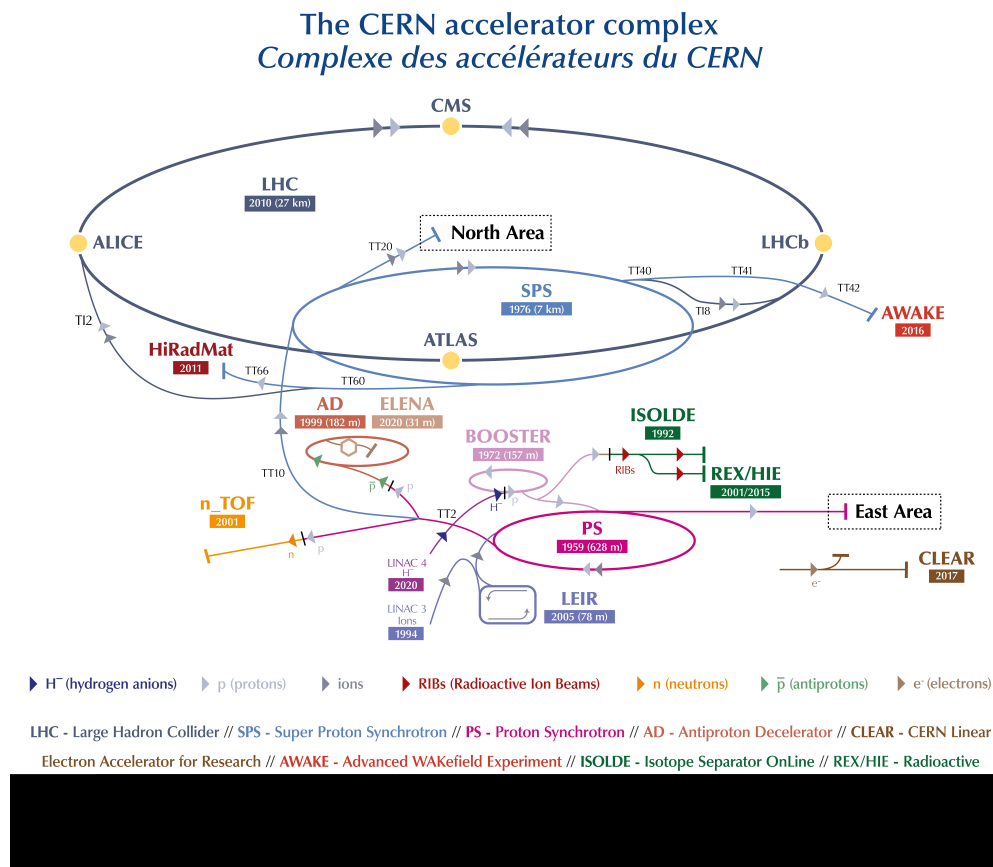 The CERN accelerator complex
Complexe des accélérateurs du CERN
CMS
LHC
2010 (27 km)
North Area
TT20
ALICE
LHCb
TT40
TT41
TT42
SPS
1976 (7 km)
TI8
AWAKE
2016
TI2
ATLAS
HiRadMat
2011
TT66
TT60
AD
1999 (182 m)
ELENA
2020 (31 m)
ISOLDE
1992
BOOSTER
1972 (157 m)
RIBs
REX/HIE
2001/2015
TT10
p̅
p
H⁻
p
n_TOF
2001
TT2
East Area
n
p
PS
1959 (628 m)
LINAC 4
H⁻
2020
CLEAR
2017
e⁻
LINAC 3
Ions
1994
LEIR
2005 (78 m)
H⁻ (hydrogen anions)
p (protons)
ions
RIBs (Radioactive Ion Beams)
n (neutrons)
p̅ (antiprotons)
e⁻ (electrons)
LHC - Large Hadron Collider // SPS - Super Proton Synchrotron // PS - Proton Synchrotron // AD - Antiproton Decelerator // CLEAR - CERN Linear
Electron Accelerator for Research // AWAKE - Advanced WAKefield Experiment // ISOLDE - Isotope Separator OnLine // REX/HIE - Radioactive